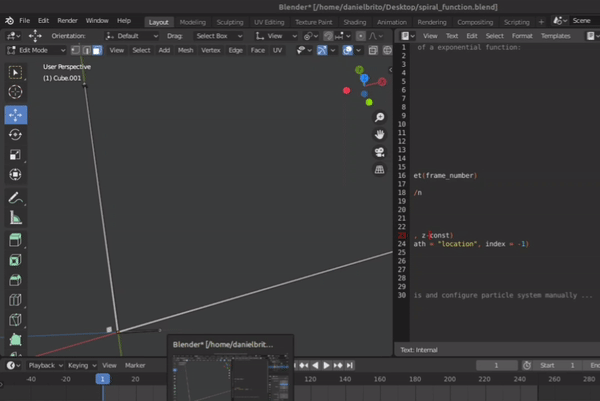 Blender* [/home/danielbrito/Desktop/spiral_function.blend]
File Edit Render Window Help Layout Modeling Sculpting UV Editing Texture Paint Shading Animation Rendering Compositing Scripting Scene
Orientation: Default Drag: Select Box View View Text Edit Select Format Templates
Edit Mode View Select Add Mesh Vertex Edge Face UV
1 of a exponential function:
2
3
4
5
6
7
8
9
10
11
12
13
14
15
16 et(frame_number)
17
18 /n
19
20
21
22
23 , z-const)
24 ath = "location", index = -1)
25
26
27
28
29
30 is and configure particle system manually ...
User Perspective
(1) Cube.001
Blender* [/home/danielbrit...
Text: Internal
Playback Keying View Marker 1 Start 1 End
-40 -20 1 20 40 120 140 160 180 200 220 240 260 280